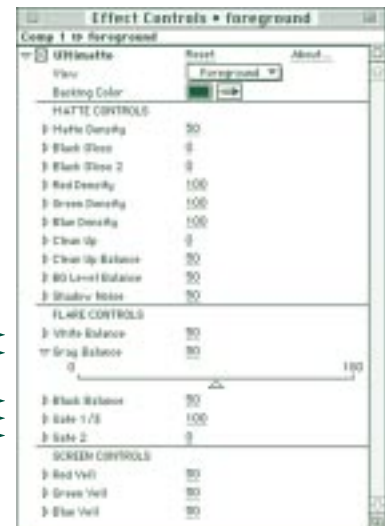 Effect Controls • foreground
Comp 1 • foreground
Ultimatte Reset About...
View Foreground
Backing Color
MATTE CONTROLS
Matte Density 50
Black Gloss 0
Black Gloss 2 0
Red Density 100
Green Density 100
Blue Density 100
Clean Up 0
Clean Up Balance 50
BG Level Balance 50
Shadow Noise 50
FLARE CONTROLS
White Balance 50
Gray Balance 50
0 100
Black Balance 50
Gate 1/3 100
Gate 2 0
SCREEN CONTROLS
Red Veil 50
Green Veil 50
Blue Veil 50